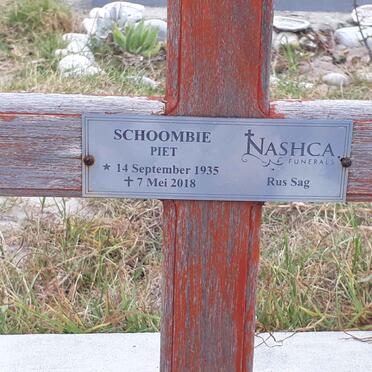 SCHOOMBIE
PIET
★ 14 September 1935
✝ 7 Mei 2018
NASHCA
FUNERALS
Rus Sag